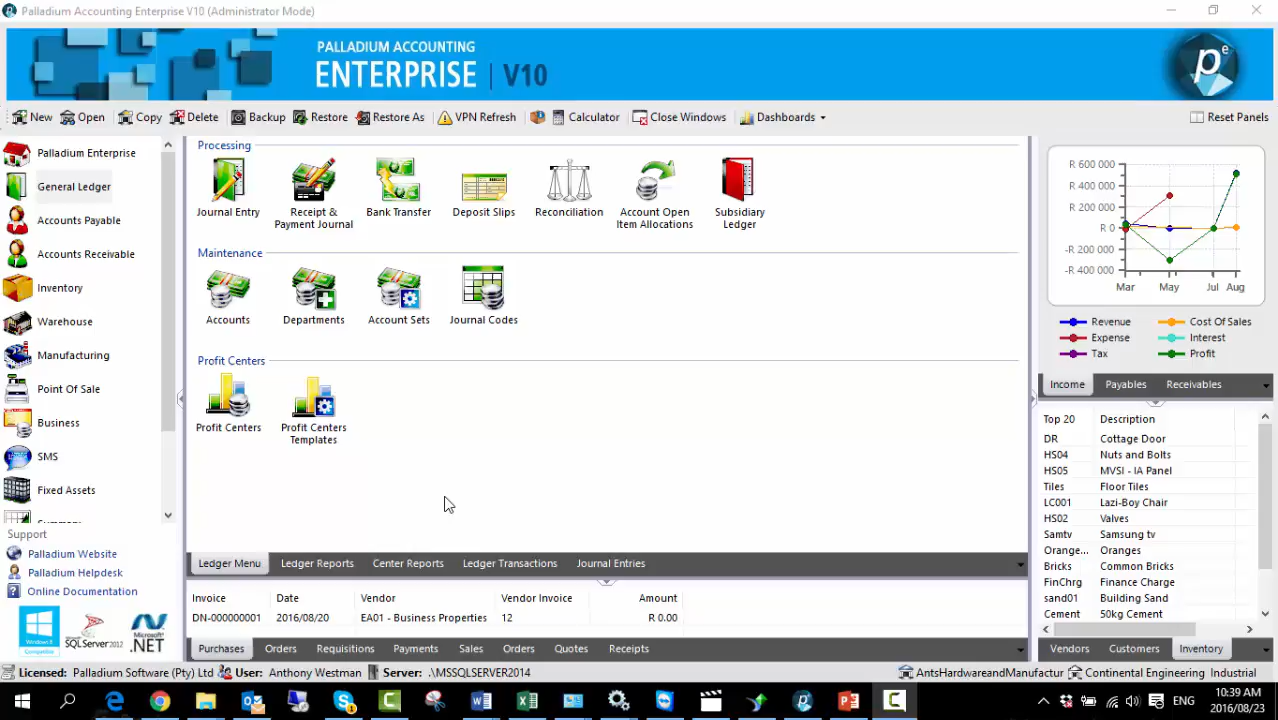 Palladium Accounting Enterprise V10 (Administrator Mode)
PALLADIUM ACCOUNTING
ENTERPRISE | V10
pe
New Open Copy Delete Backup Restore Restore As VPN Refresh Calculator Close Windows Dashboards Reset Panels
Palladium Enterprise
General Ledger
Accounts Payable
Accounts Receivable
Inventory
Warehouse
Manufacturing
Point Of Sale
Business
SMS
Fixed Assets
Support
Palladium Website
Palladium Helpdesk
Online Documentation
Windows 8
Compatible
Microsoft
SQL Server 2012
Microsoft
.NET
Processing
Journal Entry
Receipt &
Payment Journal
Bank Transfer
Deposit Slips
Reconciliation
Account Open
Item Allocations
Subsidiary
Ledger
Maintenance
Accounts
Departments
Account Sets
Journal Codes
Profit Centers
Profit Centers
Profit Centers
Templates
Ledger Menu Ledger Reports Center Reports Ledger Transactions Journal Entries
Invoice Date Vendor Vendor Invoice Amount
DN-000000001 2016/08/20 EA01 - Business Properties 12 R 0.00
Purchases Orders Requisitions Payments Sales Orders Quotes Receipts
R 600 000
R 400 000
R 200 000
R 0
-R 200 000
-R 400 000
Mar May Jul Aug
Revenue Cost Of Sales
Expense Interest
Tax Profit
Income Payables Receivables
Top 20 Description
DR Cottage Door
HS04 Nuts and Bolts
HS05 MVSI - IA Panel
Tiles Floor Tiles
LC001 Lazi-Boy Chair
HS02 Valves
Samtv Samsung tv
Orange... Oranges
Bricks Common Bricks
FinChrg Finance Charge
sand01 Building Sand
Cement 50kg Cement
Vendors Customers Inventory
Licensed: Palladium Software (Pty) Ltd User: Anthony Westman Server: .\MSSQLSERVER2014 AntsHardwareandManufactur Continental Engineering Industrial
ENG
10:39 AM
2016/08/23